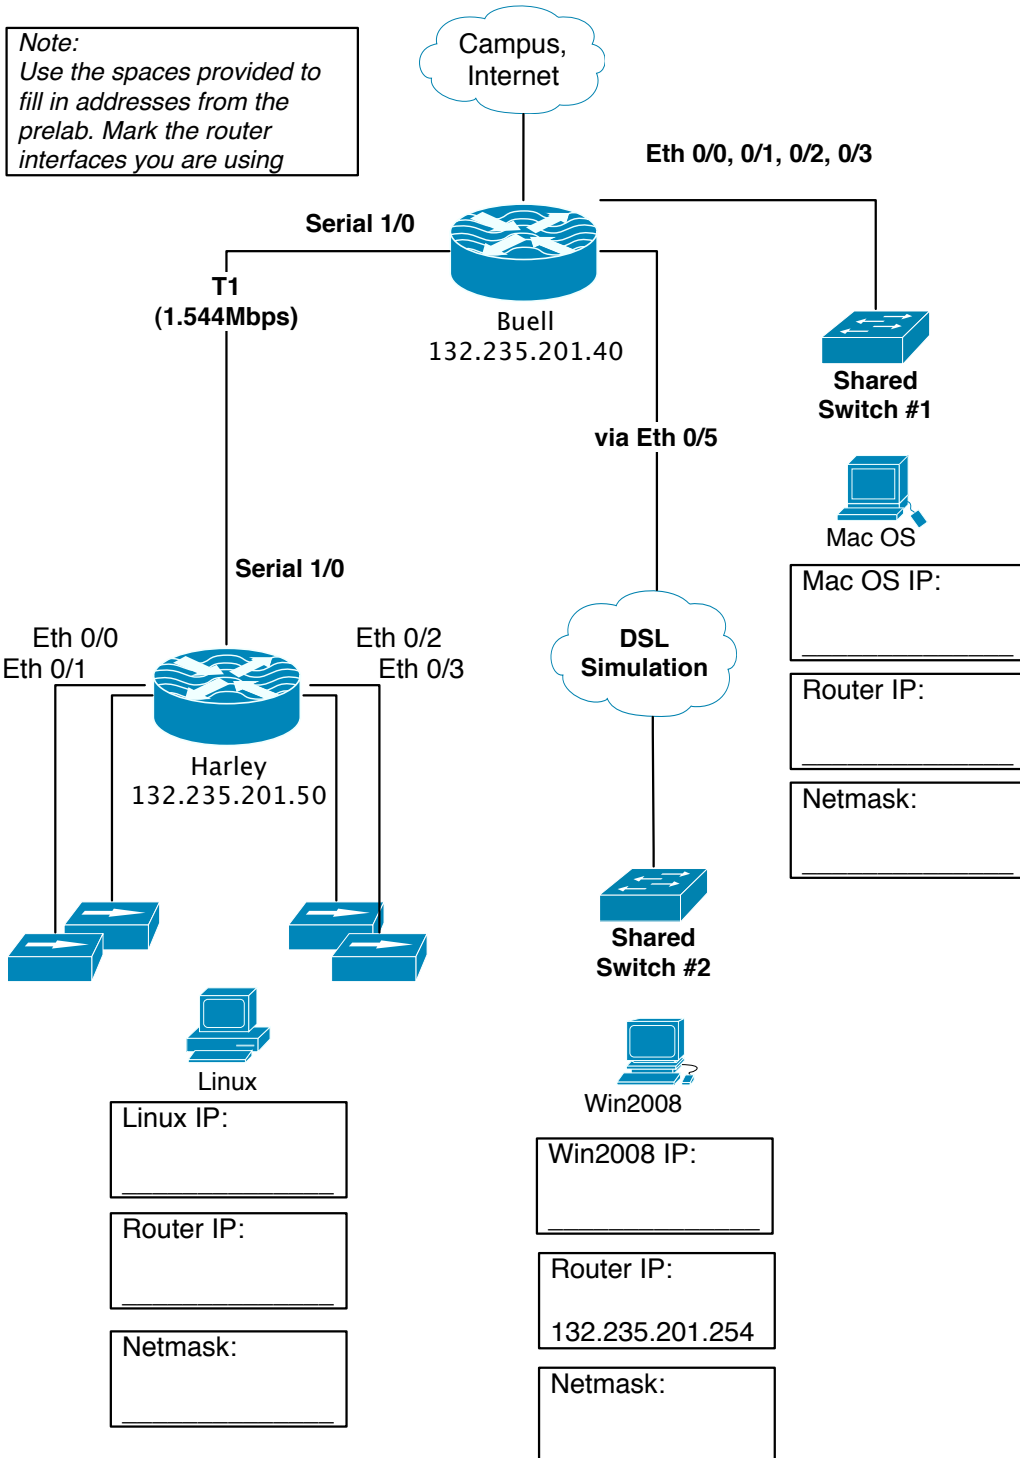 Note:
Use the spaces provided to
fill in addresses from the
prelab. Mark the router
interfaces you are using
Campus,
Internet
Eth 0/0, 0/1, 0/2, 0/3
Serial 1/0
T1
(1.544Mbps)
Buell
132.235.201.40
Shared
Switch #1
via Eth 0/5
Mac OS
Mac OS IP:
Router IP:
Netmask:
Serial 1/0
Eth 0/0
Eth 0/1
Eth 0/2
Eth 0/3
DSL
Simulation
Harley
132.235.201.50
Shared
Switch #2
Linux
Linux IP:
Router IP:
Netmask:
Win2008
Win2008 IP:
Router IP:
132.235.201.254
Netmask: